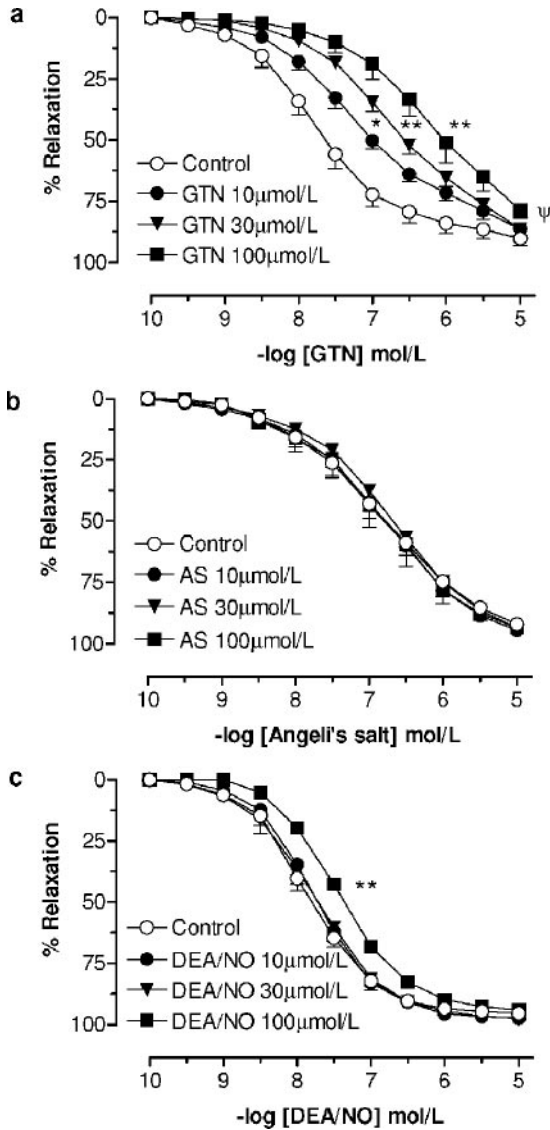 a
0
25
50
75
100
% Relaxation
* ** **
ψ
Control
GTN 10µmol/L
GTN 30µmol/L
GTN 100µmol/L
10 9 8 7 6 5
-log [GTN] mol/L
b
0
25
50
75
100
% Relaxation
Control
AS 10µmol/L
AS 30µmol/L
AS 100µmol/L
10 9 8 7 6 5
-log [Angeli's salt] mol/L
c
0
25
50
75
100
% Relaxation
**
Control
DEA/NO 10µmol/L
DEA/NO 30µmol/L
DEA/NO 100µmol/L
10 9 8 7 6 5
-log [DEA/NO] mol/L